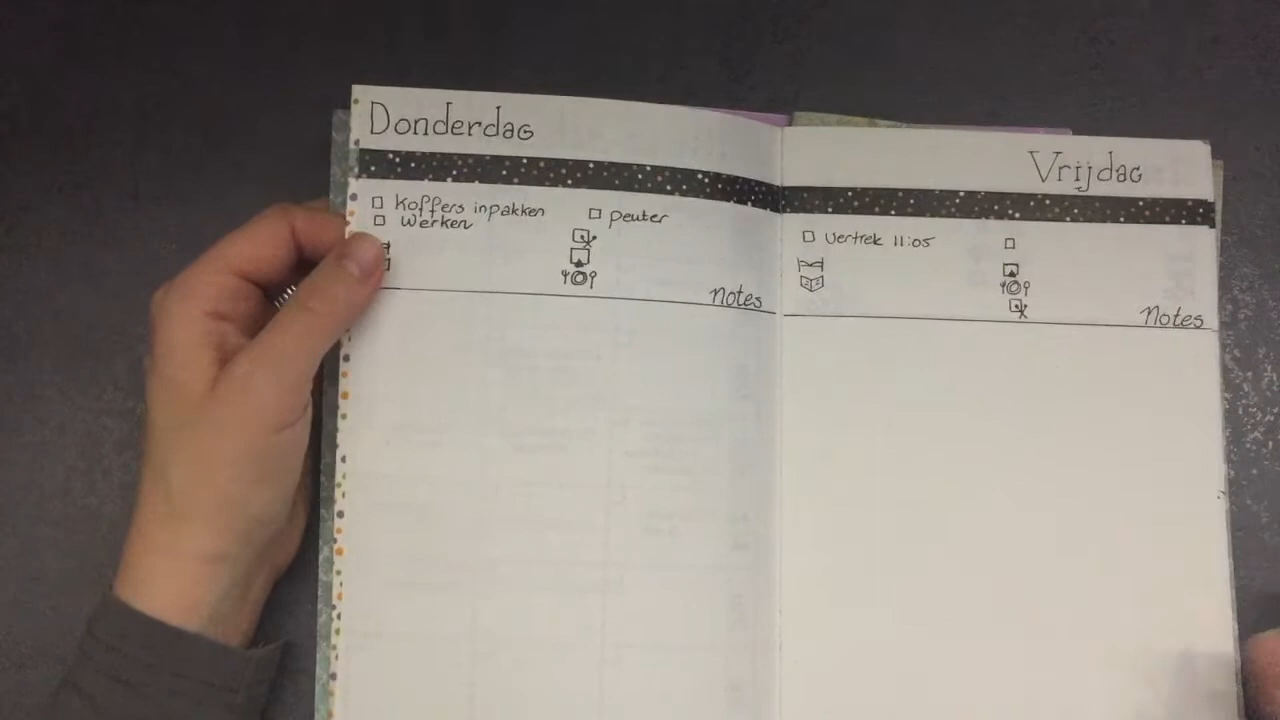 Donderdag
Koffers inpakken
Werken
peuter
notes
Vrijdag
Vertrek 11:05
Notes